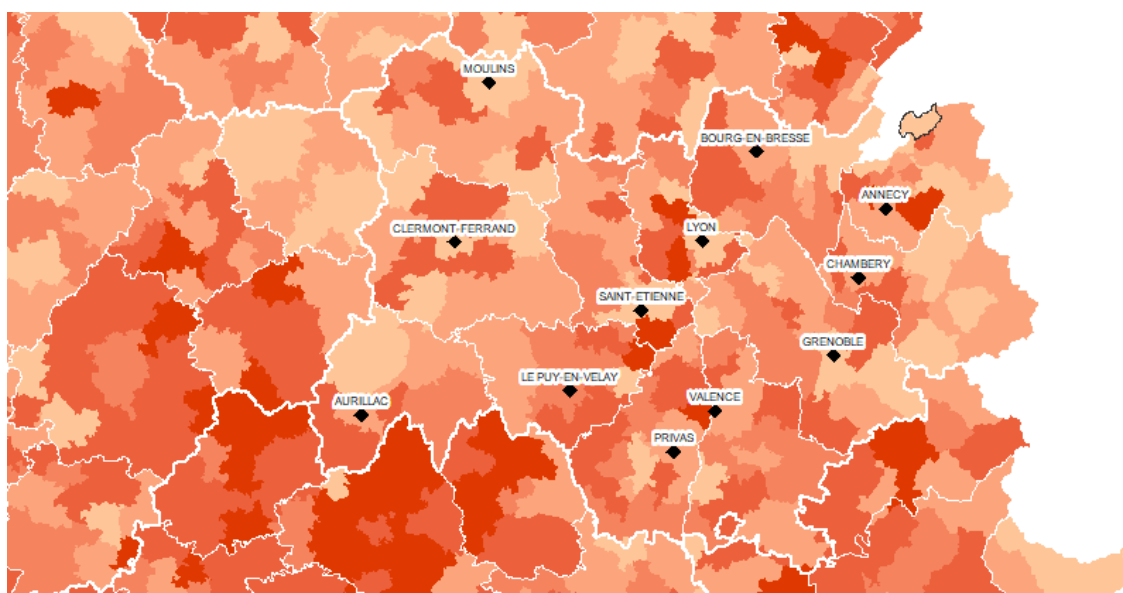 MOULINS
BOURG-EN-BRESSE
ANNECY
CLERMONT-FERRAND
LYON
CHAMBERY
SAINT-ETIENNE
GRENOBLE
LE PUY-EN-VELAY
AURILLAC
VALENCE
PRIVAS